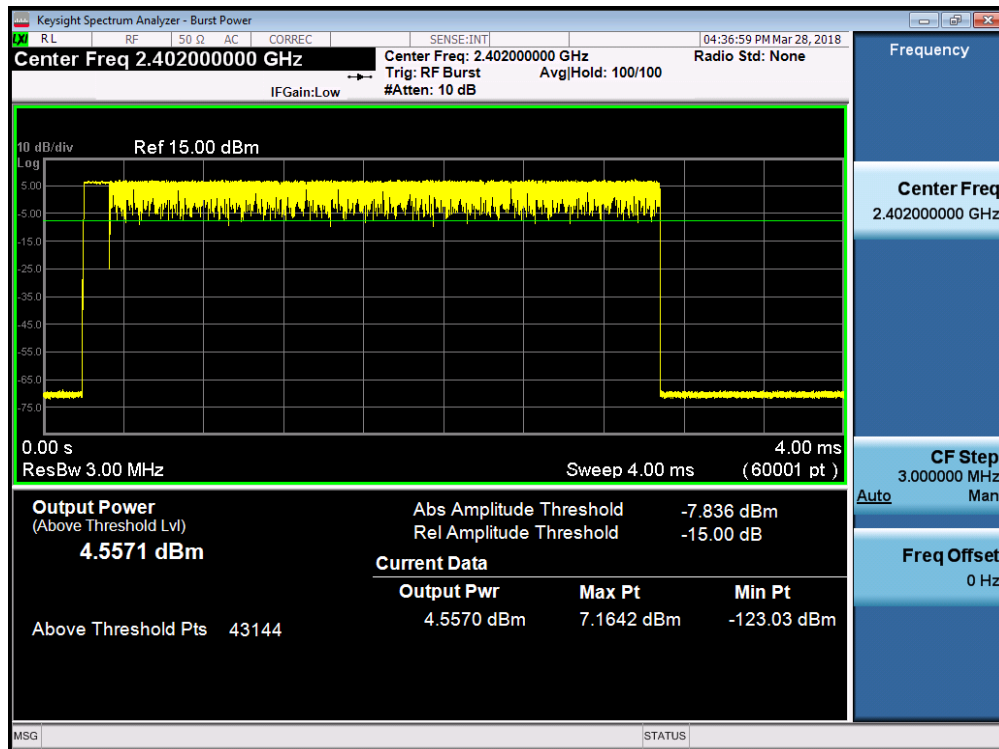 Keysight Spectrum Analyzer - Burst Power
LXI RL RF 50 Ω AC CORREC SENSE:INT 04:36:59 PM Mar 28, 2018
Center Freq 2.402000000 GHz
Center Freq: 2.402000000 GHz Radio Std: None
Trig: RF Burst Avg|Hold: 100/100
IFGain:Low #Atten: 10 dB
10 dB/div Ref 15.00 dBm
Log
5.00
-5.00
-15.0
-25.0
-35.0
-45.0
-55.0
-65.0
-75.0
0.00 s 4.00 ms
ResBw 3.00 MHz Sweep 4.00 ms (60001 pt)
Output Power
(Above Threshold Lvl)
4.5571 dBm
Above Threshold Pts 43144
Abs Amplitude Threshold -7.836 dBm
Rel Amplitude Threshold -15.00 dB
Current Data
Output Pwr Max Pt Min Pt
4.5570 dBm 7.1642 dBm -123.03 dBm
Frequency
Center Freq
2.402000000 GHz
CF Step
3.000000 MHz
Auto Man
Freq Offset
0 Hz
MSG STATUS